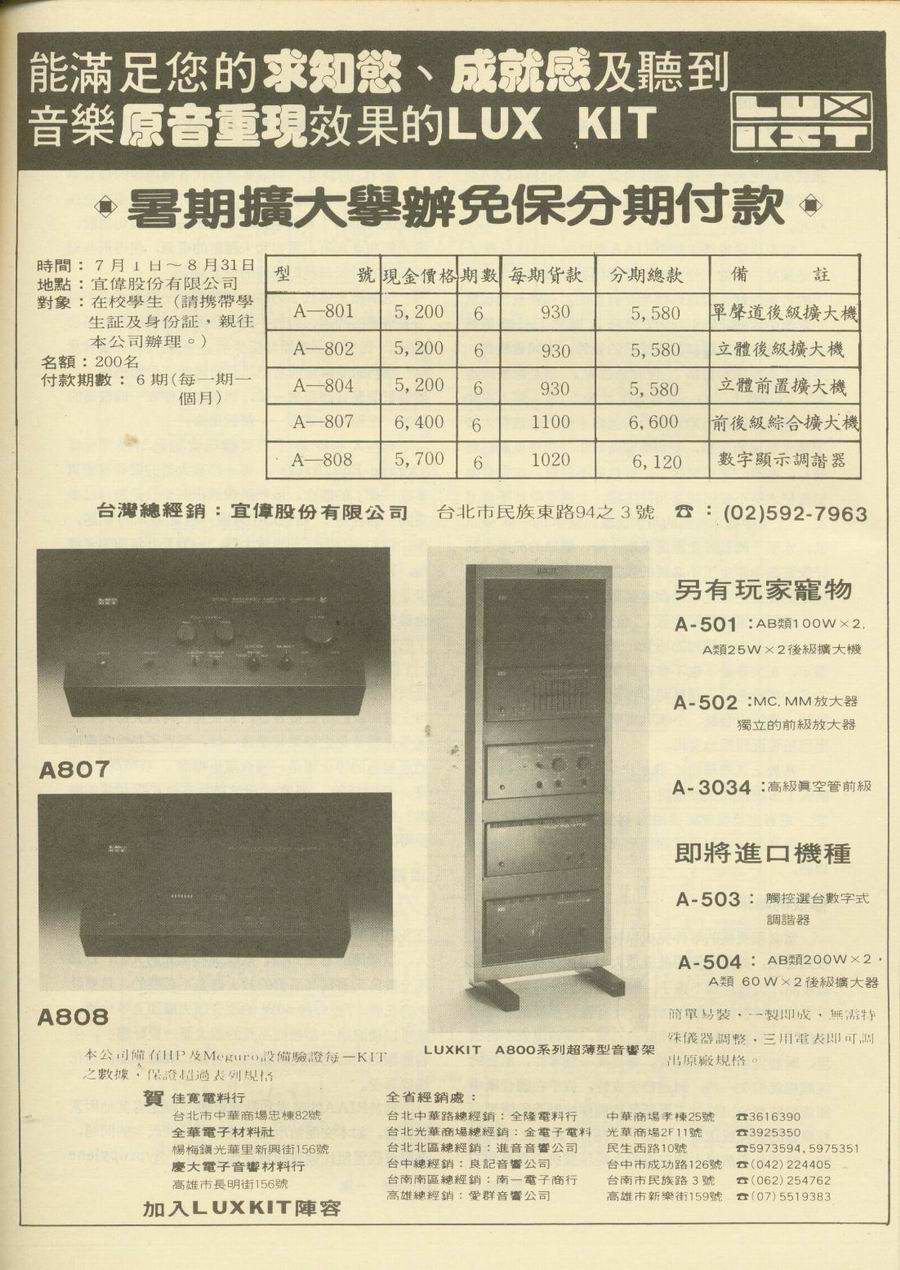 能滿足您的求知慾、成就感及聽到
音樂原音重現效果的LUX KIT
LUX
KIT
暑期擴大舉辦免保分期付款
時間：7月1日～8月31日
地點：宜偉股份有限公司
對象：在校學生（請携帶學
生証及身份証，親往
本公司辦理。）
名額：200名
付款期數：6期(每一期一
個月)
型號 現金價格 期數 每期貨款 分期總款 備註
A—801 5,200 6 930 5,580 單聲道後級擴大機
A—802 5,200 6 930 5,580 立體後級擴大機
A—804 5,200 6 930 5,580 立體前置擴大機
A—807 6,400 6 1100 6,600 前後級綜合擴大機
A—808 5,700 6 1020 6,120 數字顯示調諧器
台灣總經銷：宜偉股份有限公司 台北市民族東路94之3號 ☎：(02)592-7963
A807
A808
另有玩家寵物
A-501：AB類100W×2.
A類25W×2後級擴大機
A-502：MC. MM放大器
獨立的前級放大器
A-3034：高級眞空管前級
即將進口機種
A-503：觸控選台數字式
調諧器
A-504：AB類200W×2，
A類 60W×2後級擴大器
簡單易裝，一製即成，無需特
殊儀器調整，三用電表即可調
出原廠規格。
LUXKIT A800系列超薄型音響架
本公司備有HP及Meguro設備驗證每一KIT
之數據，保證超過表列規格
賀 佳寬電料行
台北市中華商場忠棟82號
全華電子材料社
楊梅鎮光華里新興街156號
慶大電子音響材料行
高雄市長明街156號
加入LUXKIT陣容
全省經銷處：
台北中華路總經銷：全隆電料行 中華商場孝棟25號 ☎3616390
台北光華商場總經銷：金電子電料 光華商場2F11號 ☎3925350
台北北區總經銷：進音音響公司 民生西路10號 ☎5973594, 5975351
台中總經銷：良記音響公司 台中市成功路126號 ☎(042)224405
台南南區總經銷：南一電子商行 台南市民族路3號 ☎(062)254762
高雄總經銷：愛群音響公司 高雄市新樂街159號 ☎(07)5519383